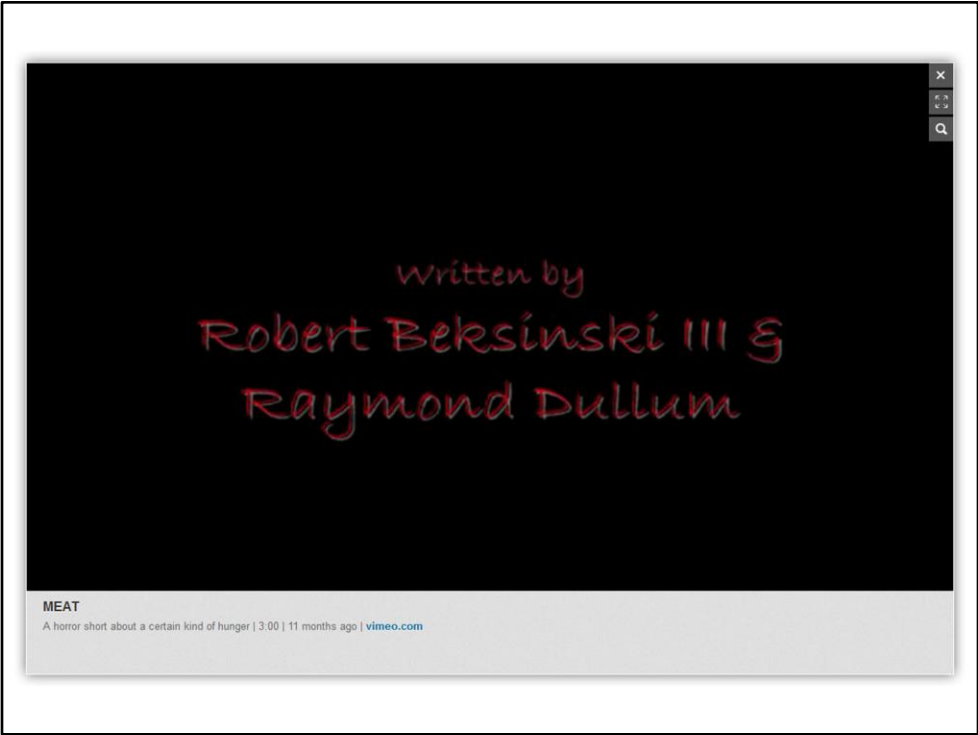 Written by
Robert Beksinski III &
Raymond Dullum
MEAT
A horror short about a certain kind of hunger | 3:00 | 11 months ago | vimeo.com